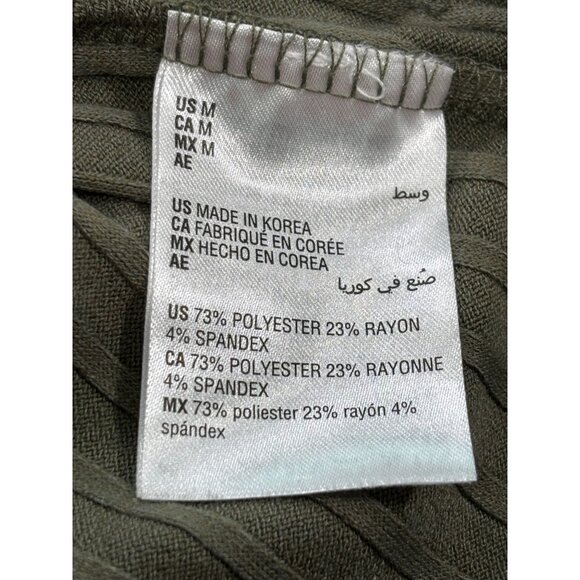 US M
CA M
MX M
AE
وسط
US MADE IN KOREA
CA FABRIQUÉ EN CORÉE
MX HECHO EN COREA
AE
صُنع في كوريا
US 73% POLYESTER 23% RAYON
4% SPANDEX
CA 73% POLYESTER 23% RAYONNE
4% SPANDEX
MX 73% poliester 23% rayón 4%
spándex